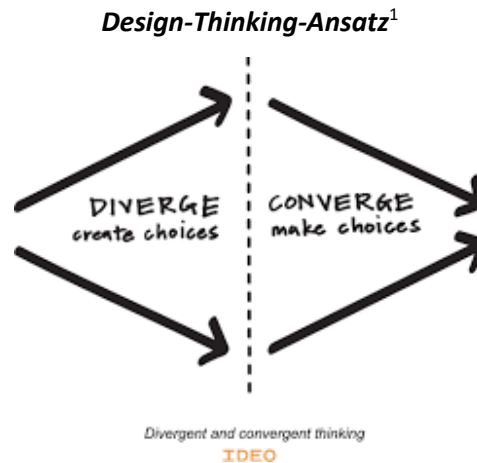 Design-Thinking-Ansatz¹
DIVERGE
create choices
CONVERGE
make choices
Divergent and convergent thinking
IDEO